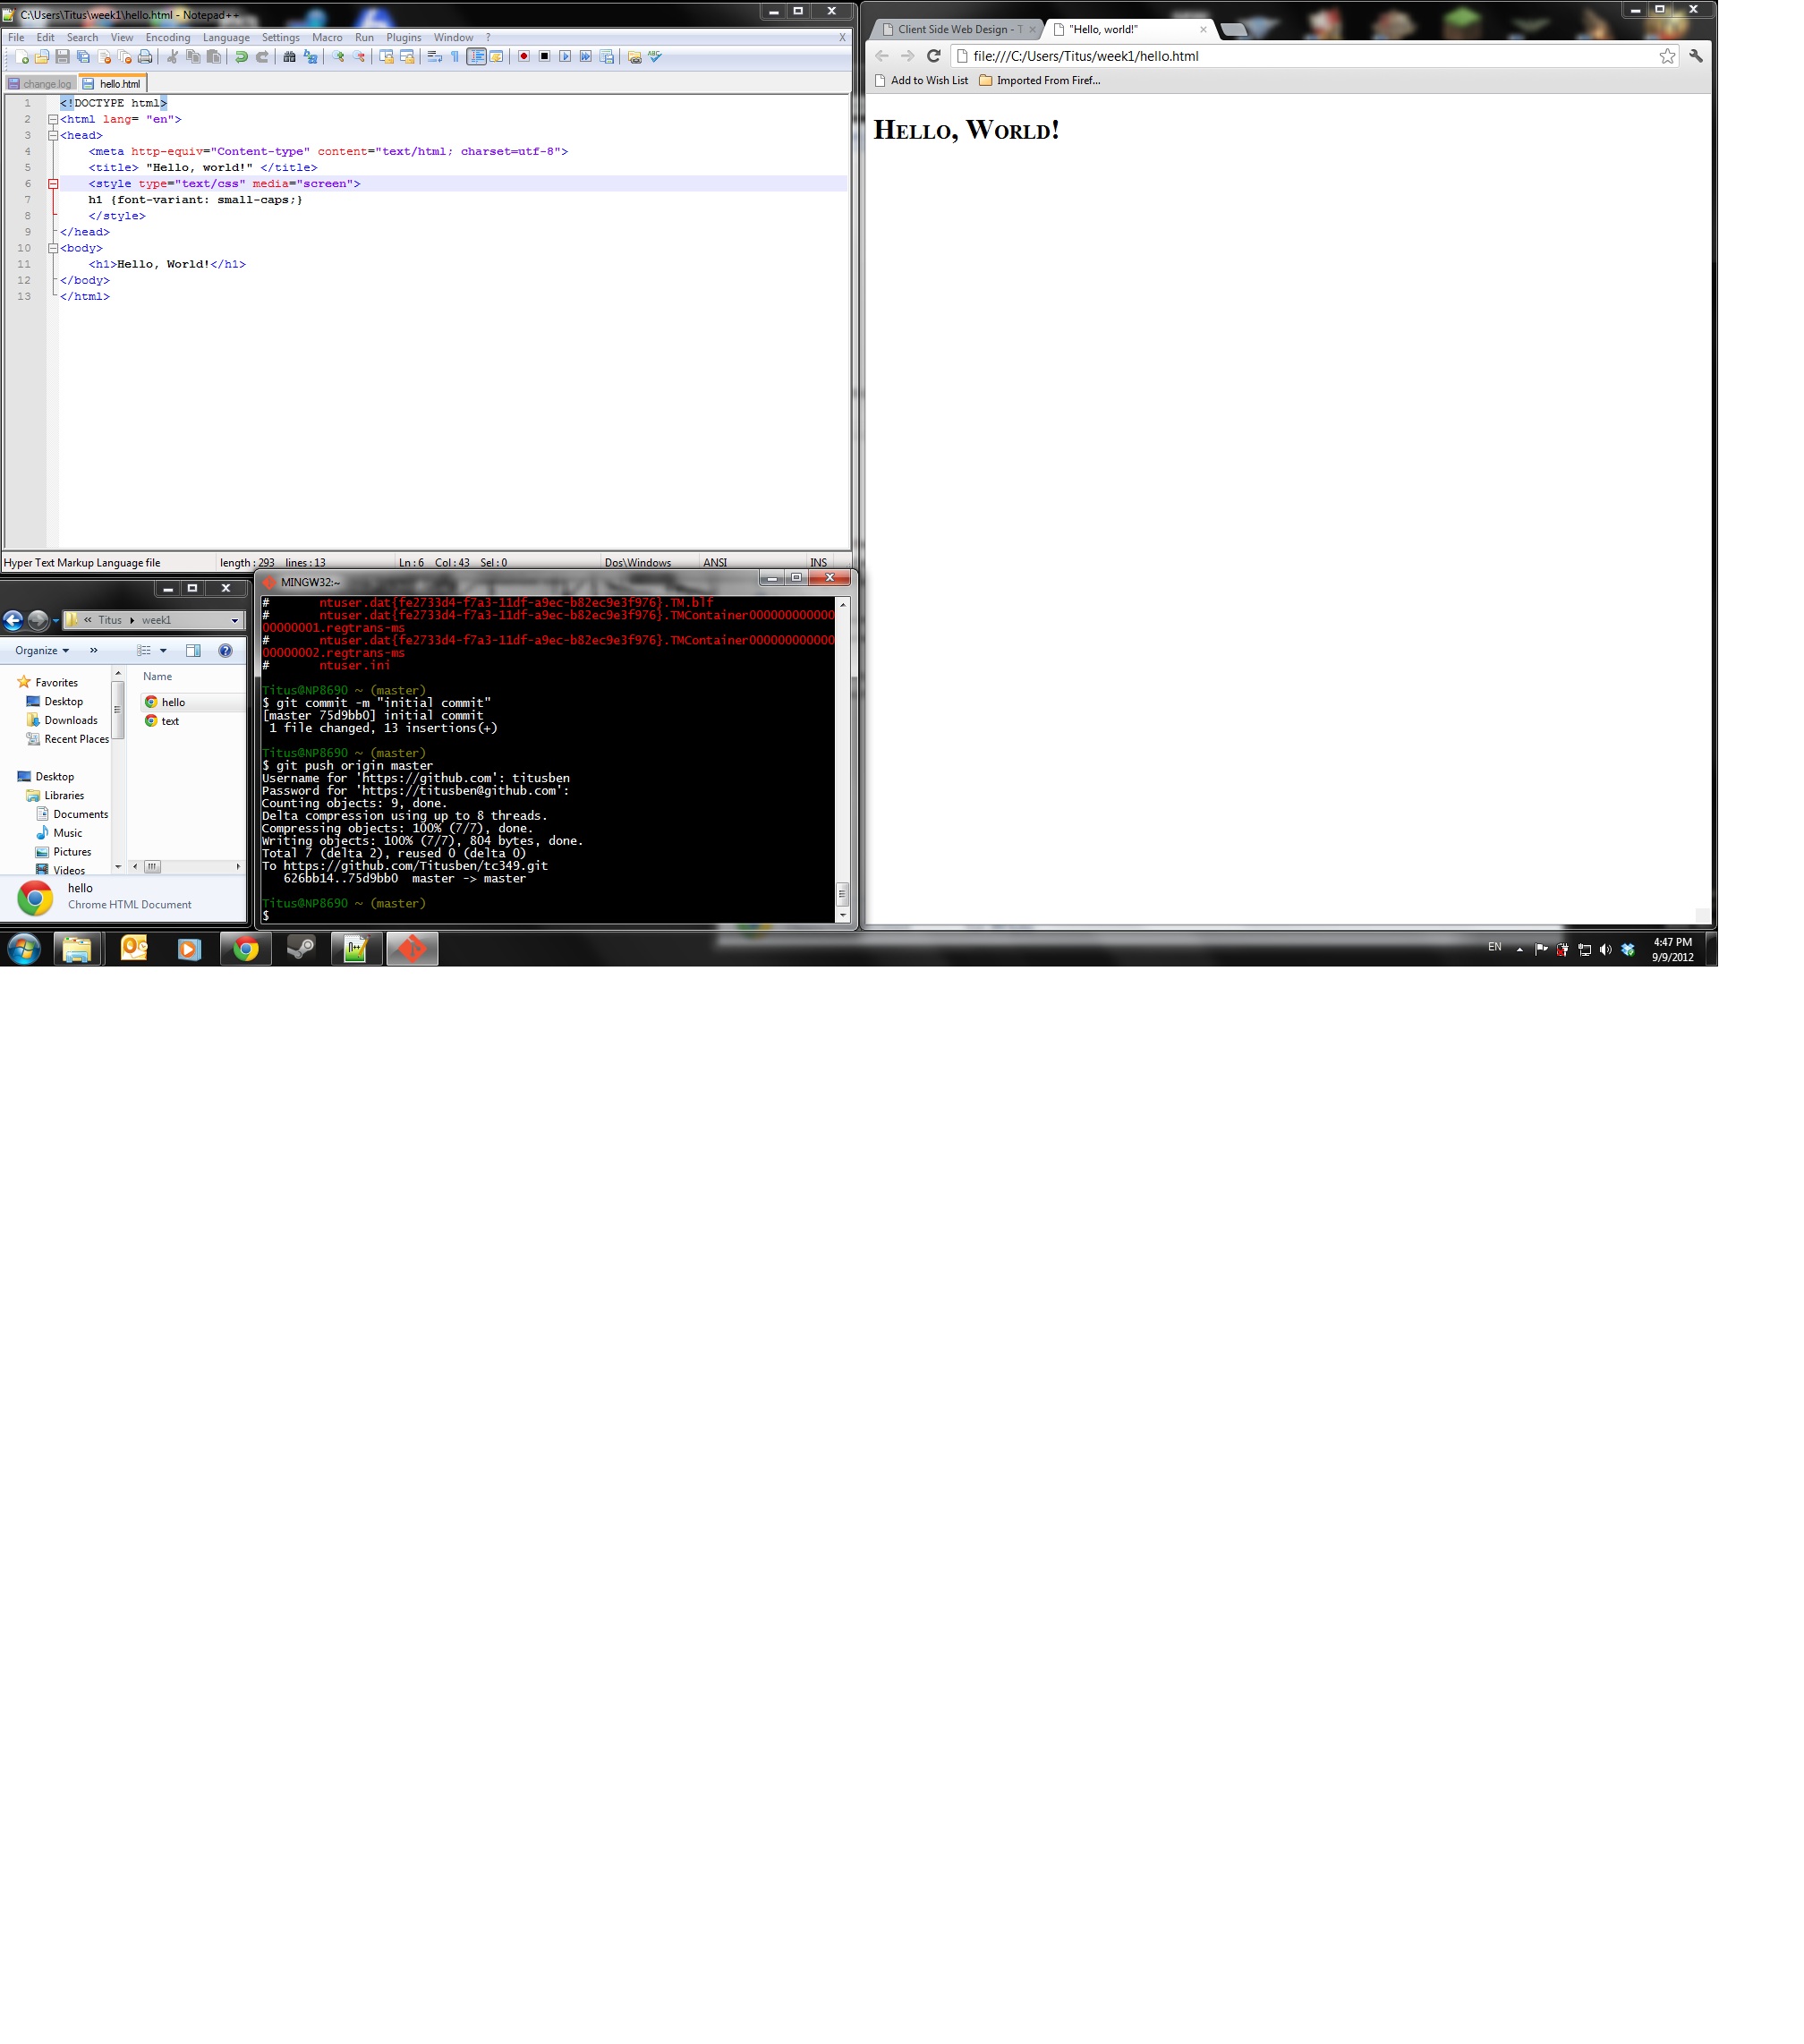 C:\Users\Titus\week1\hello.html - Notepad++
File Edit Search View Encoding Language Settings Macro Run Plugins Window ? X
change.log hello.html
1 <!DOCTYPE html>
2 <html lang= "en">
3 <head>
4 <meta http-equiv="Content-type" content="text/html; charset=utf-8">
5 <title> "Hello, world!" </title>
6 <style type="text/css" media="screen">
7 h1 {font-variant: small-caps;}
8 </style>
9 </head>
10 <body>
11 <h1>Hello, World!</h1>
12 </body>
13 </html>
Hyper Text Markup Language file length : 293 lines : 13 Ln : 6 Col : 43 Sel : 0 Dos\Windows ANSI INS
« Titus week1
Organize »
Name
Favorites
Desktop
Downloads
Recent Places
Desktop
Libraries
Documents
Music
Pictures
Videos
hello
text
hello
Chrome HTML Document
MINGW32:~
# ntuser.dat{fe2733d4-f7a3-11df-a9ec-b82ec9e3f976}.TM.blf
# ntuser.dat{fe2733d4-f7a3-11df-a9ec-b82ec9e3f976}.TMContainer000000000000
00000001.regtrans-ms
# ntuser.dat{fe2733d4-f7a3-11df-a9ec-b82ec9e3f976}.TMContainer000000000000
00000002.regtrans-ms
# ntuser.ini
Titus@NP8690 ~ (master)
$ git commit -m "initial commit"
[master 75d9bb0] initial commit
1 file changed, 13 insertions(+)
Titus@NP8690 ~ (master)
$ git push origin master
Username for 'https://github.com': titusben
Password for 'https://titusben@github.com':
Counting objects: 9, done.
Delta compression using up to 8 threads.
Compressing objects: 100% (7/7), done.
Writing objects: 100% (7/7), 804 bytes, done.
Total 7 (delta 2), reused 0 (delta 0)
To https://github.com/Titusben/tc349.git
626bb14..75d9bb0 master -> master
Titus@NP8690 ~ (master)
$
Client Side Web Design - T "Hello, world!"
file:///C:/Users/Titus/week1/hello.html
Add to Wish List Imported From Firef...
Hello, World!
EN
4:47 PM
9/9/2012